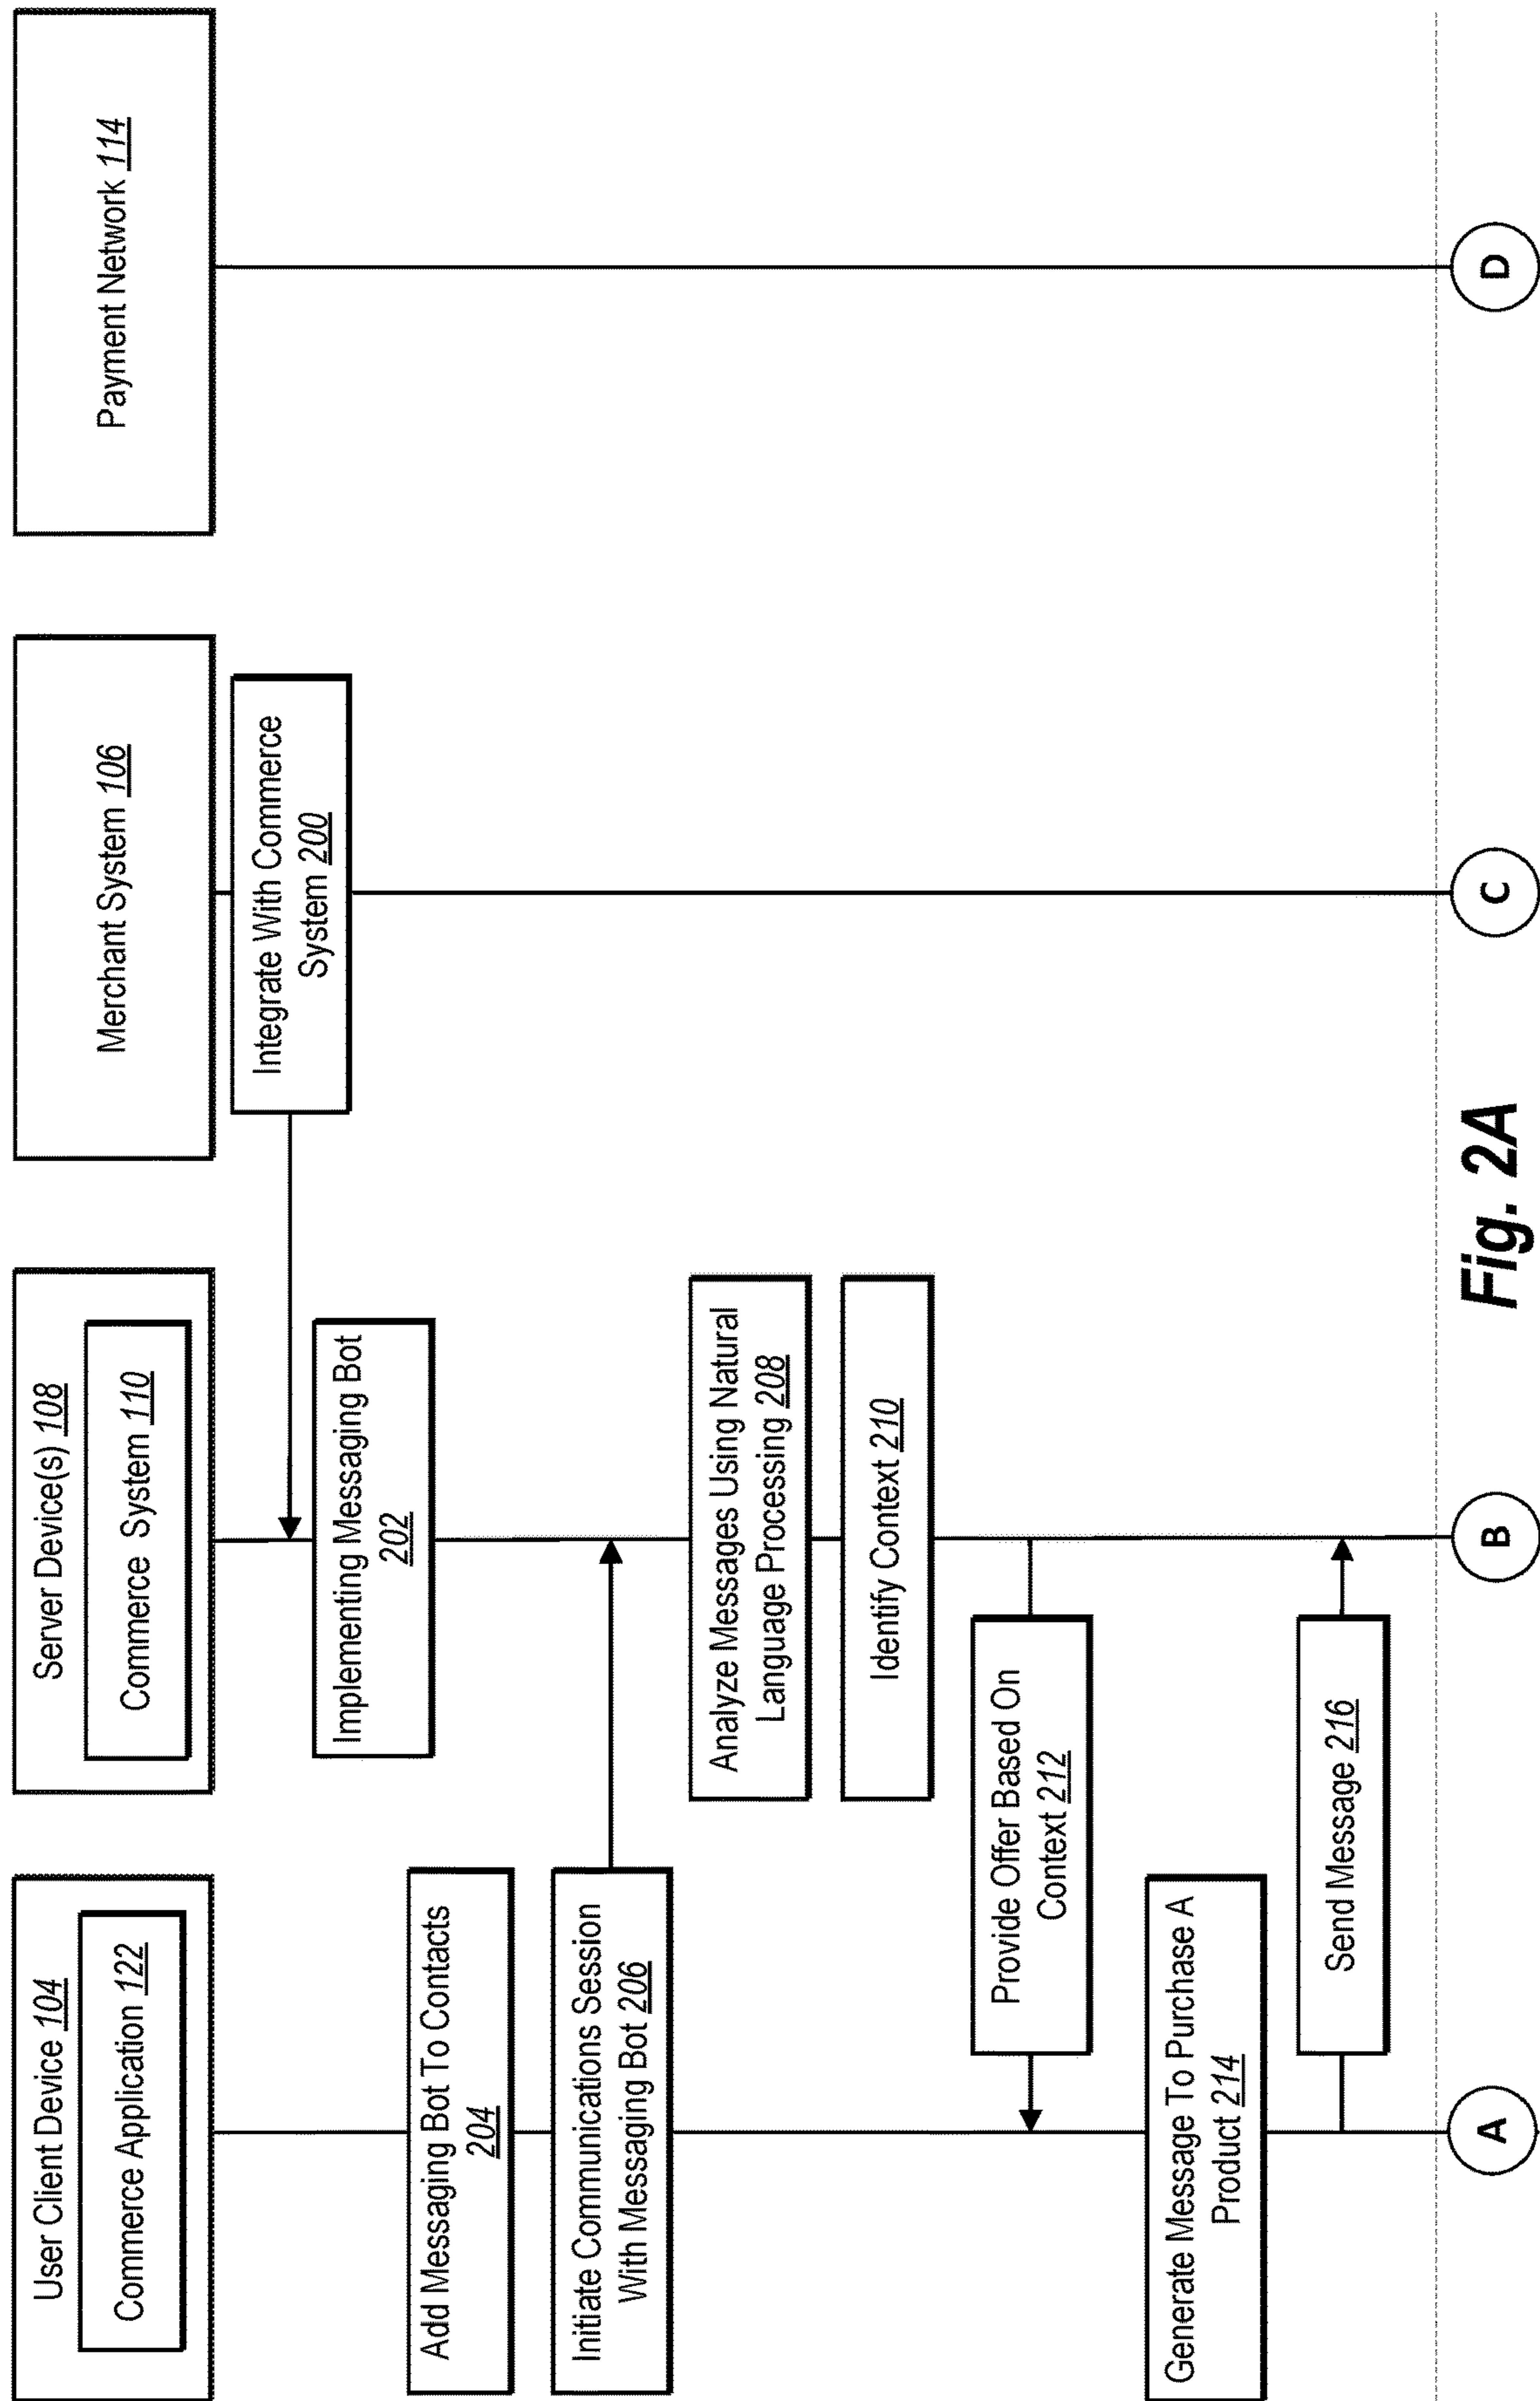 User Client Device 104
Commerce Application 122
Server Device(s) 108
Commerce System 110
Merchant System 106
Payment Network 114
Integrate With Commerce
System 200
Implementing Messaging Bot
202
Add Messaging Bot To Contacts
204
Initiate Communications Session
With Messaging Bot 206
Analyze Messages Using Natural
Language Processing 208
Identify Context 210
Provide Offer Based On
Context 212
Generate Message To Purchase A
Product 214
Send Message 216
A
B
C
D
Fig. 2A